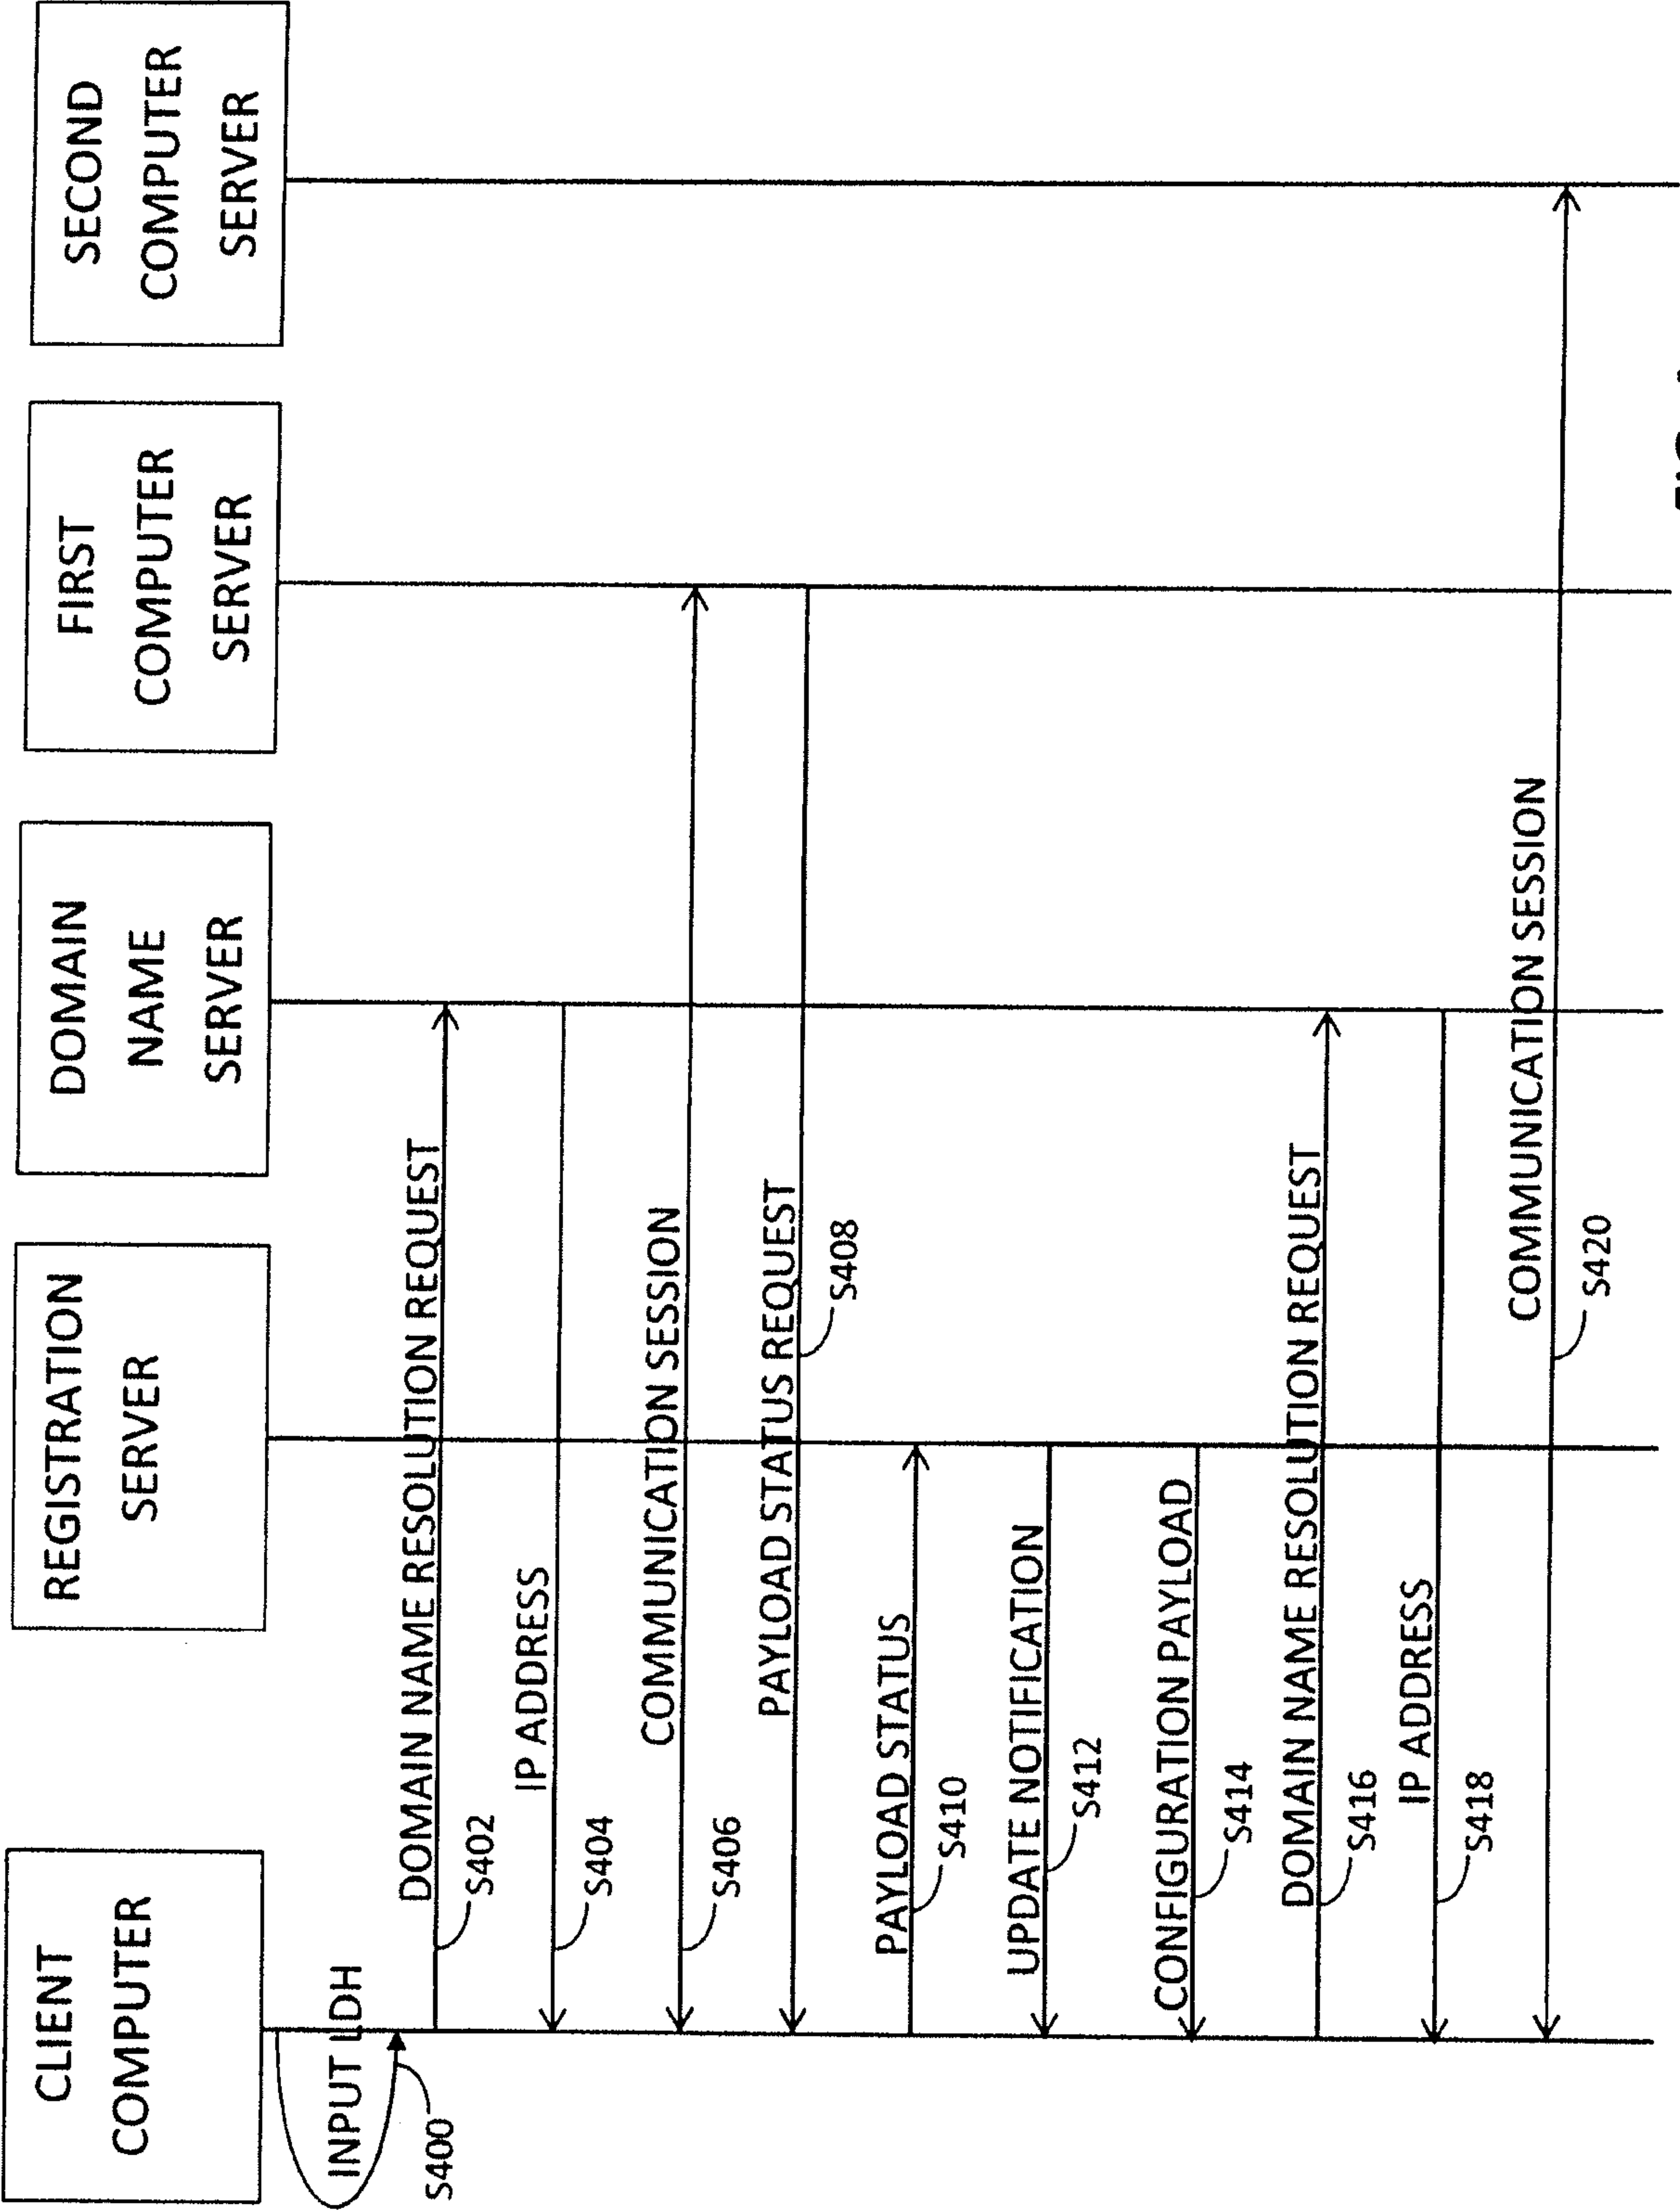 CLIENT
COMPUTER
REGISTRATION
SERVER
DOMAIN
NAME
SERVER
FIRST
COMPUTER
SERVER
SECOND
COMPUTER
SERVER
INPUT LDH
S400
DOMAIN NAME RESOLUTION REQUEST
S402
IP ADDRESS
S404
COMMUNICATION SESSION
S406
PAYLOAD STATUS REQUEST
S408
PAYLOAD STATUS
S410
UPDATE NOTIFICATION
S412
CONFIGURATION PAYLOAD
S414
DOMAIN NAME RESOLUTION REQUEST
S416
IP ADDRESS
S418
COMMUNICATION SESSION
S420